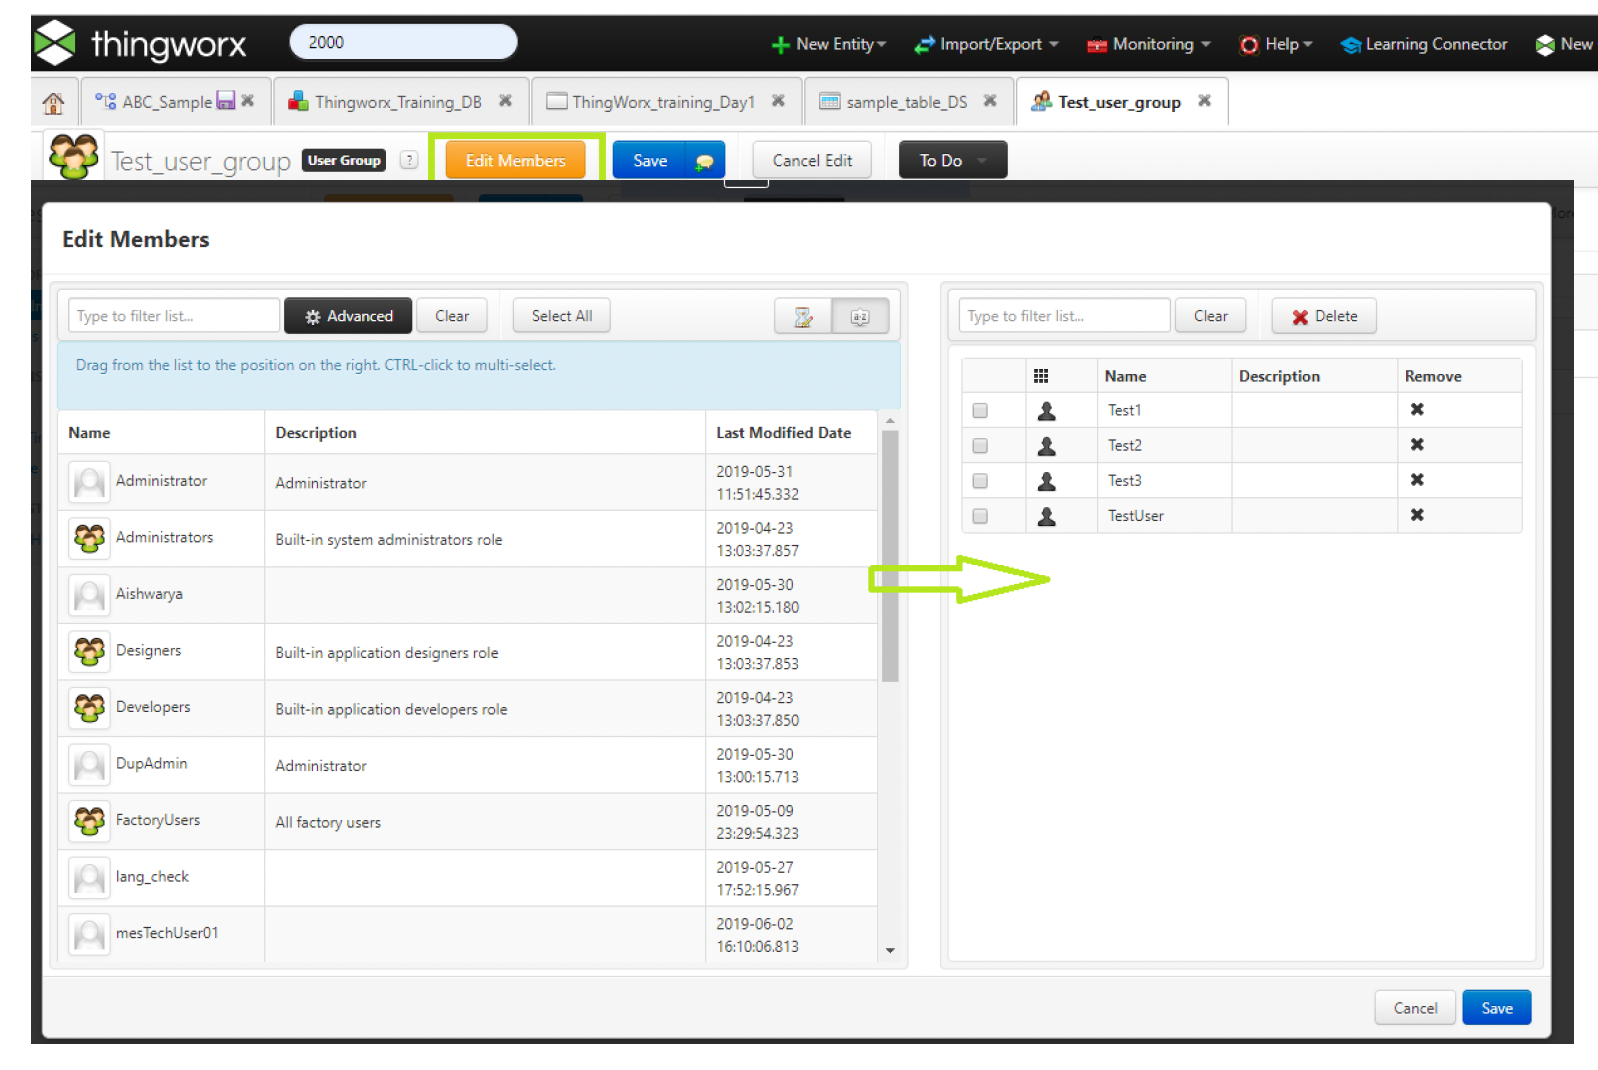 thingworx 2000 New Entity Import/Export Monitoring Help Learning Connector New
ABC_Sample Thingworx_Training_DB ThingWorx_training_Day1 sample_table_DS Test_user_group
Test_user_group User Group ? Edit Members Save Cancel Edit To Do
Edit Members
Type to filter list... Advanced Clear Select All a-z Type to filter list... Clear Delete
Drag from the list to the position on the right. CTRL-click to multi-select.
Name Description Remove
Test1
Test2
Test3
TestUser
Name Description Last Modified Date
Administrator Administrator 2019-05-31 11:51:45.332
Administrators Built-in system administrators role 2019-04-23 13:03:37.857
Aishwarya 2019-05-30 13:02:15.180
Designers Built-in application designers role 2019-04-23 13:03:37.853
Developers Built-in application developers role 2019-04-23 13:03:37.850
DupAdmin Administrator 2019-05-30 13:00:15.713
FactoryUsers All factory users 2019-05-09 23:29:54.323
lang_check 2019-05-27 17:52:15.967
mesTechUser01 2019-06-02 16:10:06.813
Cancel Save